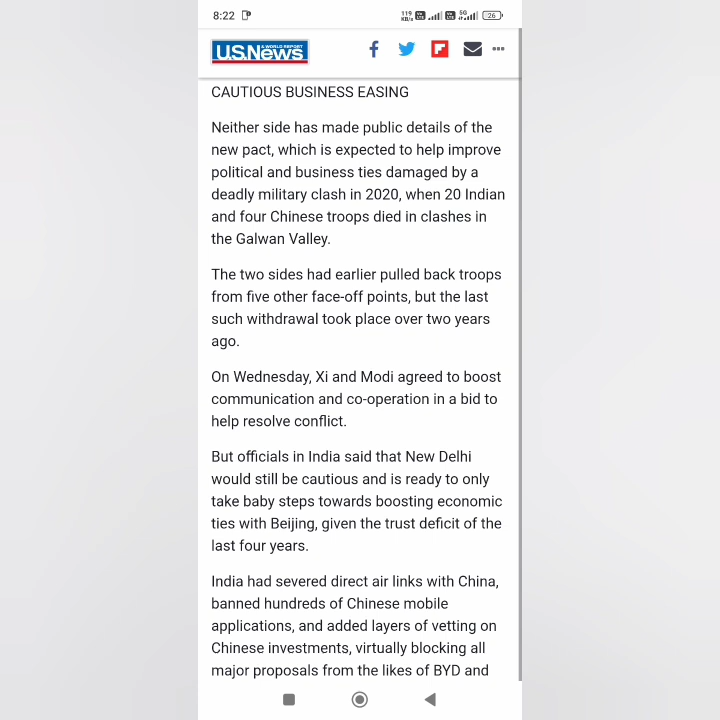 8:22
119
KB/s
5G
26
U.S.News
& WORLD REPORT
CAUTIOUS BUSINESS EASING
Neither side has made public details of the
new pact, which is expected to help improve
political and business ties damaged by a
deadly military clash in 2020, when 20 Indian
and four Chinese troops died in clashes in
the Galwan Valley.
The two sides had earlier pulled back troops
from five other face-off points, but the last
such withdrawal took place over two years
ago.
On Wednesday, Xi and Modi agreed to boost
communication and co-operation in a bid to
help resolve conflict.
But officials in India said that New Delhi
would still be cautious and is ready to only
take baby steps towards boosting economic
ties with Beijing, given the trust deficit of the
last four years.
India had severed direct air links with China,
banned hundreds of Chinese mobile
applications, and added layers of vetting on
Chinese investments, virtually blocking all
major proposals from the likes of BYD and